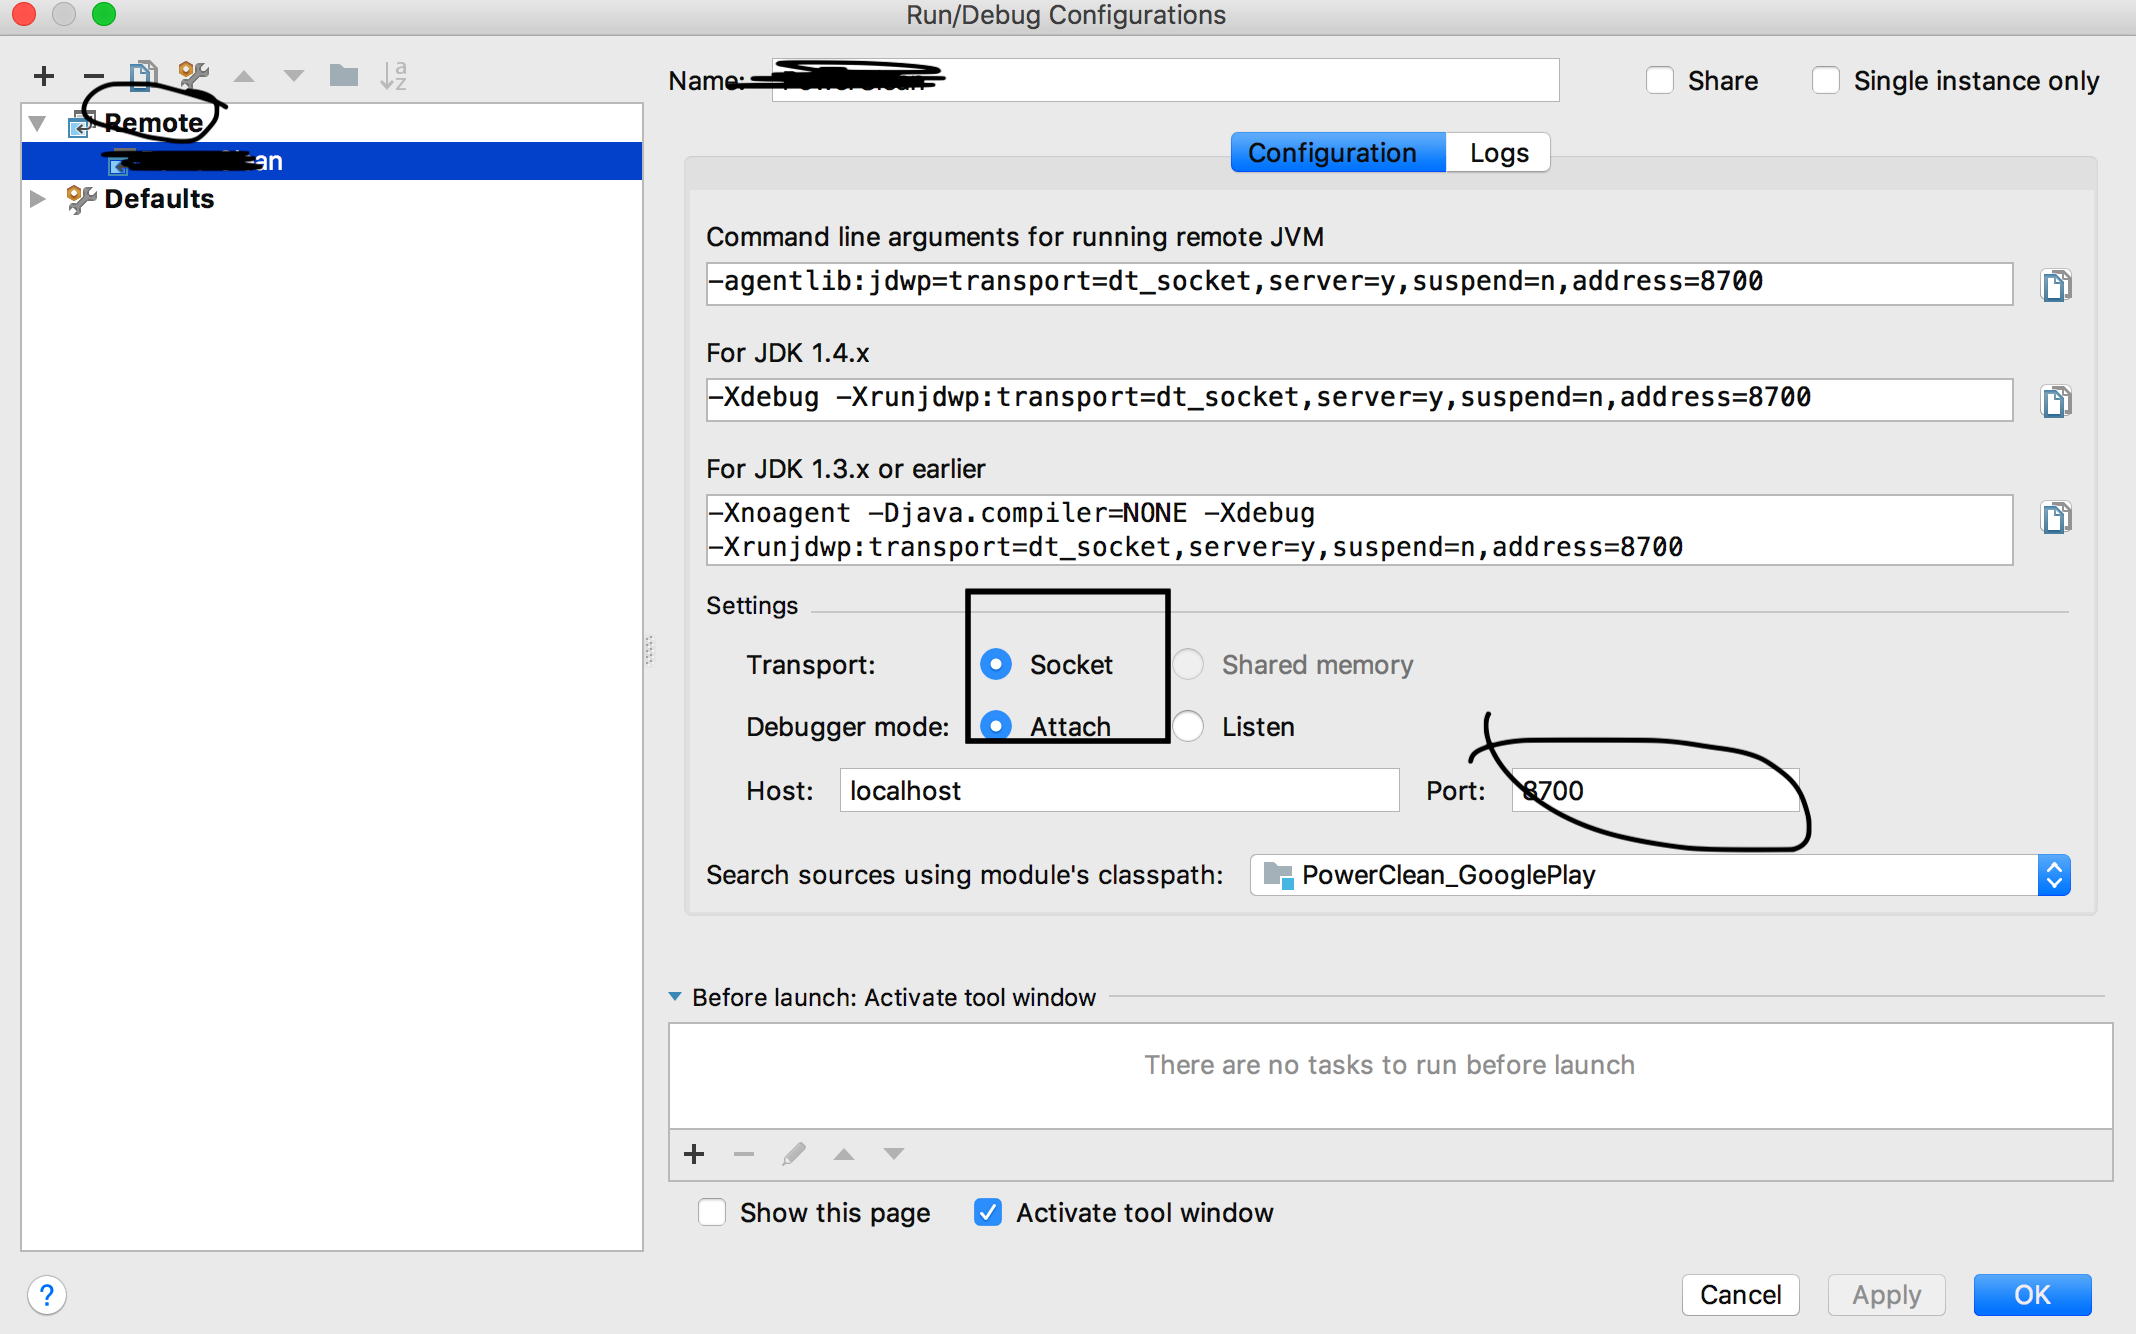 Run/Debug Configurations
Remote
an
Defaults
Name:
Share
Single instance only
Configuration
Logs
Command line arguments for running remote JVM
-agentlib:jdwp=transport=dt_socket,server=y,suspend=n,address=8700
For JDK 1.4.x
-Xdebug -Xrunjdwp:transport=dt_socket,server=y,suspend=n,address=8700
For JDK 1.3.x or earlier
-Xnoagent -Djava.compiler=NONE -Xdebug
-Xrunjdwp:transport=dt_socket,server=y,suspend=n,address=8700
Settings
Transport: Socket Shared memory
Debugger mode: Attach Listen
Host: localhost Port: 8700
Search sources using module's classpath: PowerClean_GooglePlay
Before launch: Activate tool window
There are no tasks to run before launch
Show this page Activate tool window
? Cancel Apply OK